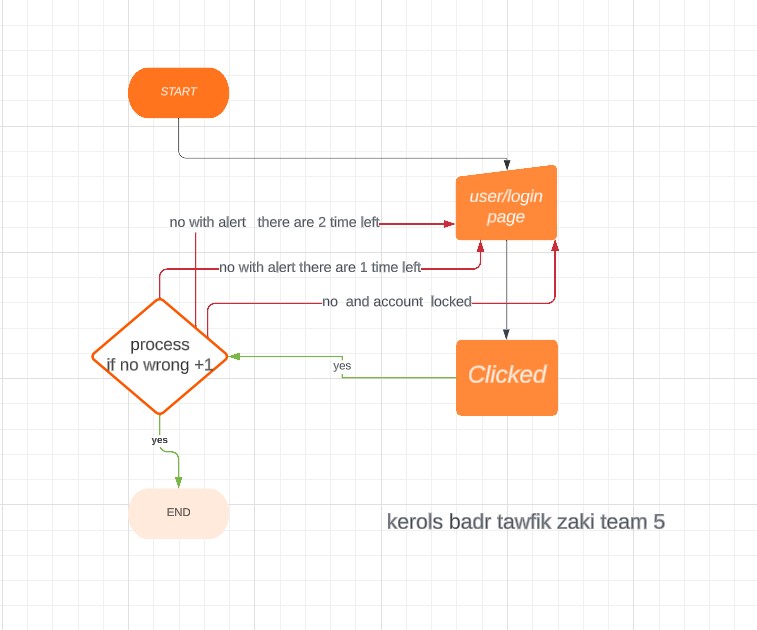 START
user/login
page
no with alert   there are 2 time left
no with alert there are 1 time left
no  and account  locked
process
if no wrong +1
yes
Clicked
yes
END
kerols badr tawfik zaki team 5